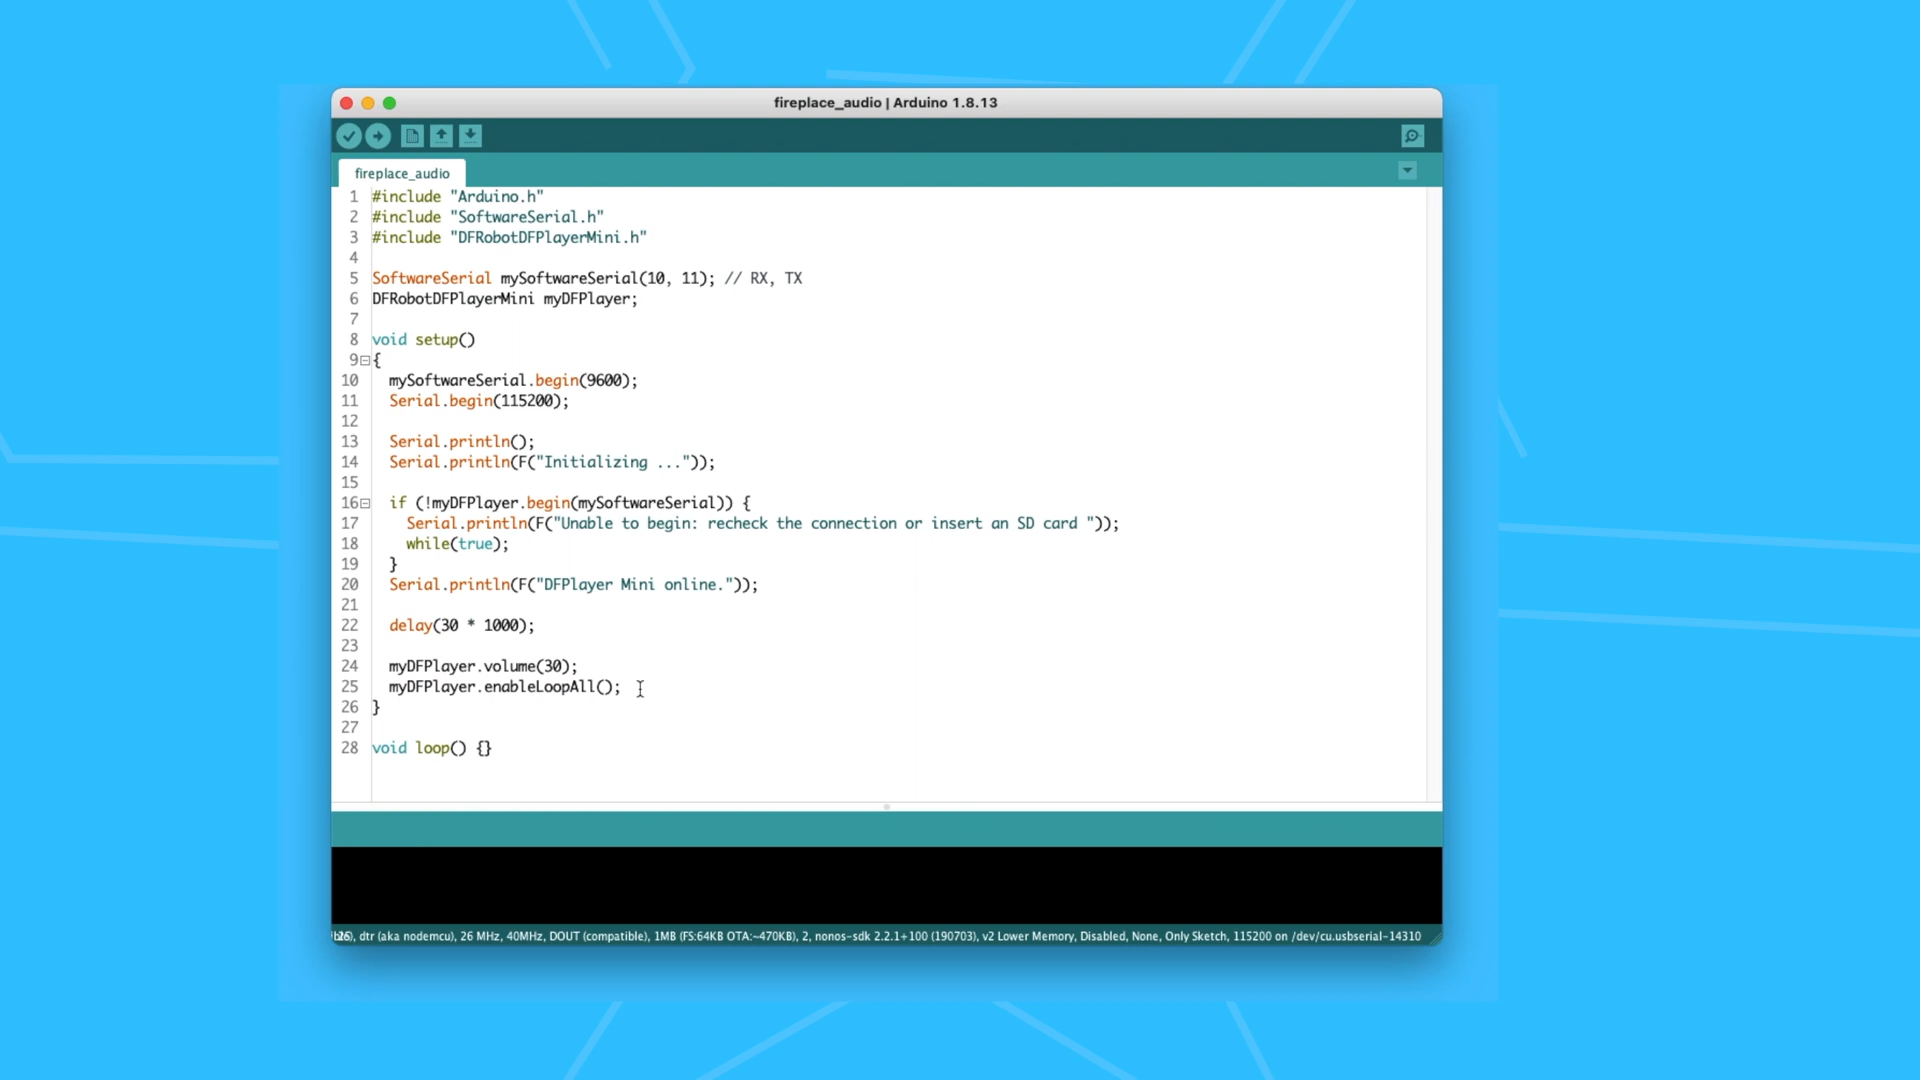 fireplace_audio | Arduino 1.8.13
fireplace_audio
1 #include "Arduino.h"
2 #include "SoftwareSerial.h"
3 #include "DFRobotDFPlayerMini.h"
4
5 SoftwareSerial mySoftwareSerial(10, 11); // RX, TX
6 DFRobotDFPlayerMini myDFPlayer;
7
8 void setup()
9 {
10 mySoftwareSerial.begin(9600);
11 Serial.begin(115200);
12
13 Serial.println();
14 Serial.println(F("Initializing ..."));
15
16 if (!myDFPlayer.begin(mySoftwareSerial)) {
17 Serial.println(F("Unable to begin: recheck the connection or insert an SD card "));
18 while(true);
19 }
20 Serial.println(F("DFPlayer Mini online."));
21
22 delay(30 * 1000);
23
24 myDFPlayer.volume(30);
25 myDFPlayer.enableLoopAll();
26 }
27
28 void loop() {}
dtr (aka nodemcu), 26 MHz, 40MHz, DOUT (compatible), 1MB (FS:64KB OTA:~470KB), 2, nonos-sdk 2.2.1+100 (190703), v2 Lower Memory, Disabled, None, Only Sketch, 115200 on /dev/cu.usbserial-14310